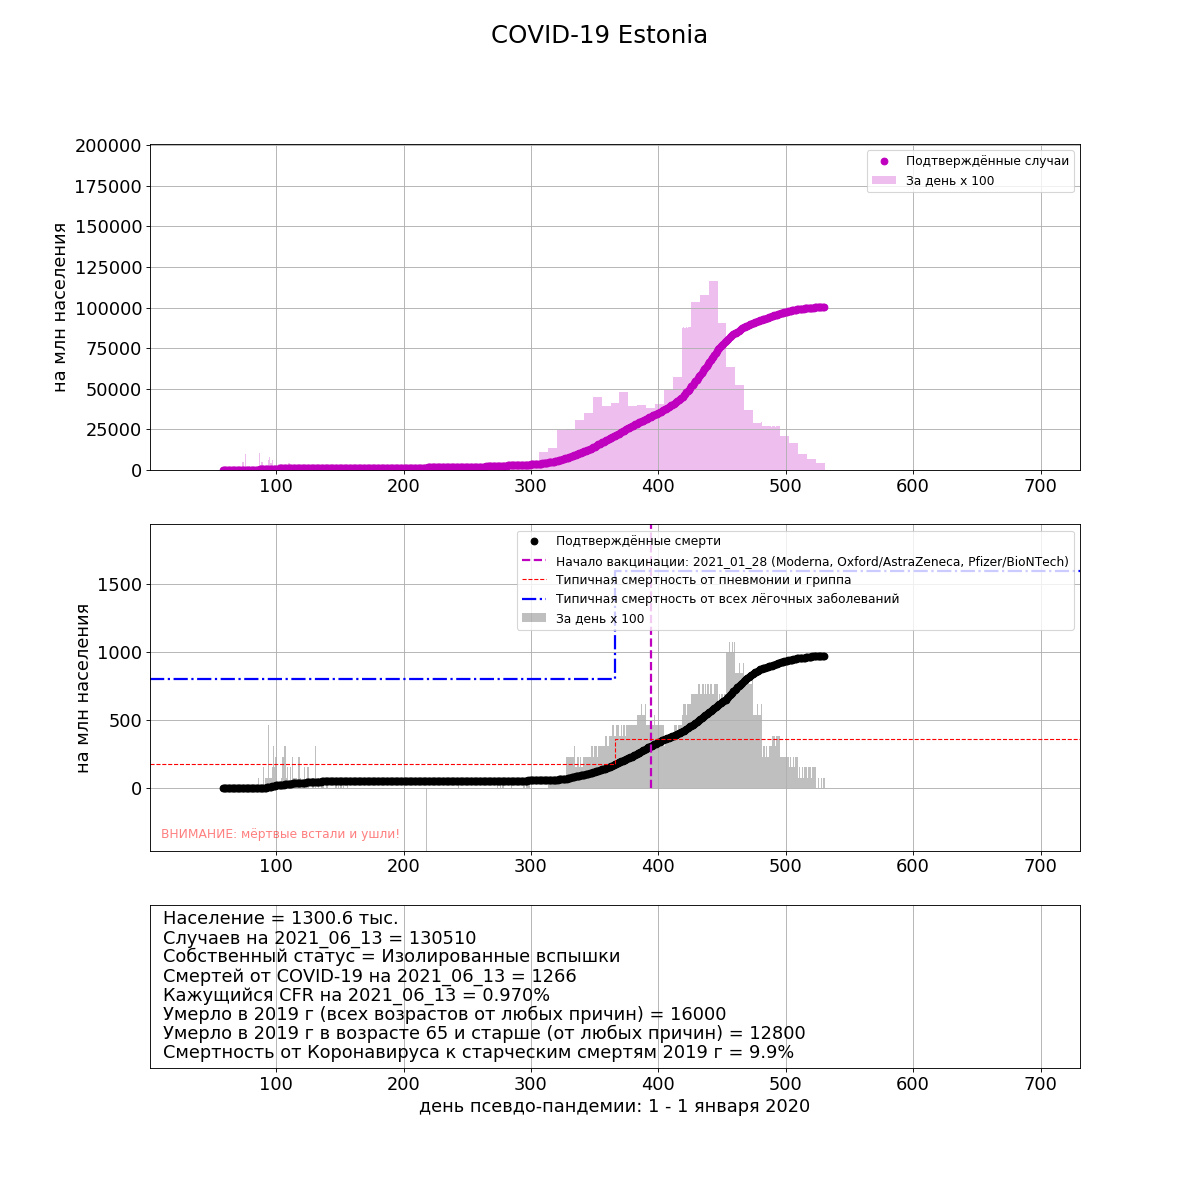 COVID-19 Estonia
200000
175000
150000
125000
100000
75000
50000
25000
0
на млн населения
Подтверждённые случаи
За день x 100
100 200 300 400 500 600 700
1500
1000
500
0
на млн населения
Подтверждённые смерти
Начало вакцинации: 2021_01_28 (Moderna, Oxford/AstraZeneca, Pfizer/BioNTech)
Типичная смертность от пневмонии и гриппа
Типичная смертность от всех лёгочных заболеваний
За день x 100
ВНИМАНИЕ: мёртвые встали и ушли!
100 200 300 400 500 600 700
Население = 1300.6 тыс.
Случаев на 2021_06_13 = 130510
Собственный статус = Изолированные вспышки
Смертей от COVID-19 на 2021_06_13 = 1266
Кажущийся CFR на 2021_06_13 = 0.970%
Умерло в 2019 г (всех возрастов от любых причин) = 16000
Умерло в 2019 г в возрасте 65 и старше (от любых причин) = 12800
Смертность от Коронавируса к старческим смертям 2019 г = 9.9%
100 200 300 400 500 600 700
день псевдо-пандемии: 1 - 1 января 2020